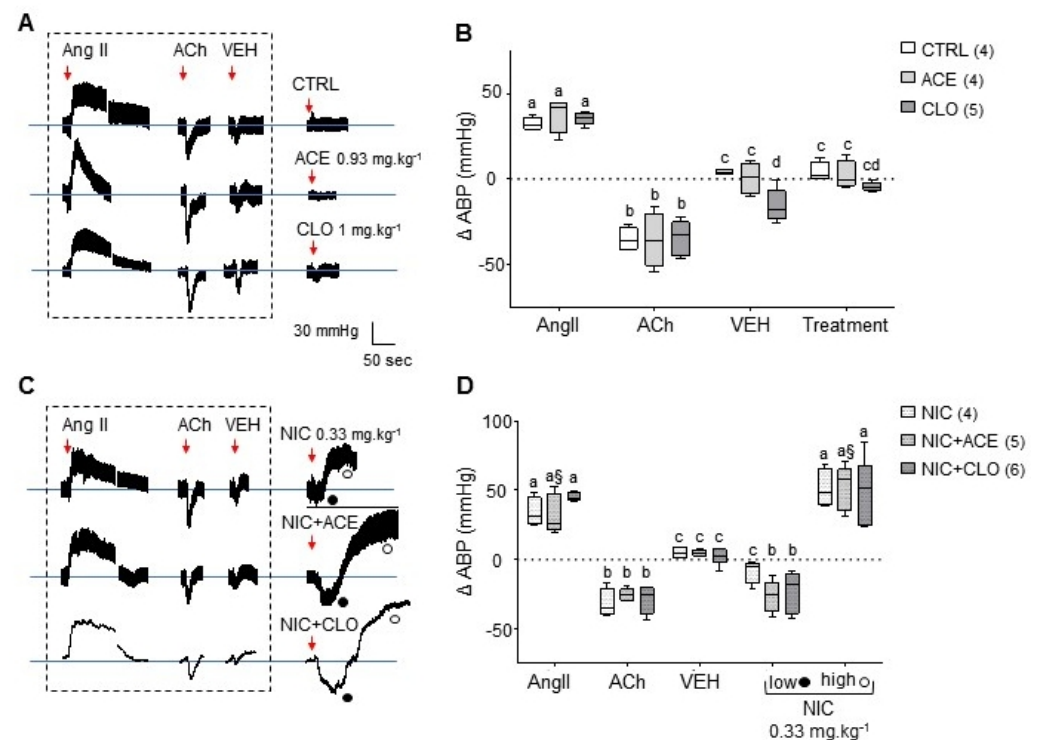 A
Ang II ACh VEH
CTRL
ACE 0.93 mg.kg-1
CLO 1 mg.kg-1
30 mmHg
50 sec
B
CTRL (4)
ACE (4)
CLO (5)
Δ ABP (mmHg)
50
0
-50
a a a
b b b
c c d
c c cd
AngII ACh VEH Treatment
C
Ang II ACh VEH
NIC 0.33 mg.kg-1
NIC+ACE
NIC+CLO
D
NIC (4)
NIC+ACE (5)
NIC+CLO (6)
Δ ABP (mmHg)
100
50
0
-50
a a§ a
b b b
c c c
c b b
a a§ a
AngII ACh VEH low high
NIC
0.33 mg.kg-1